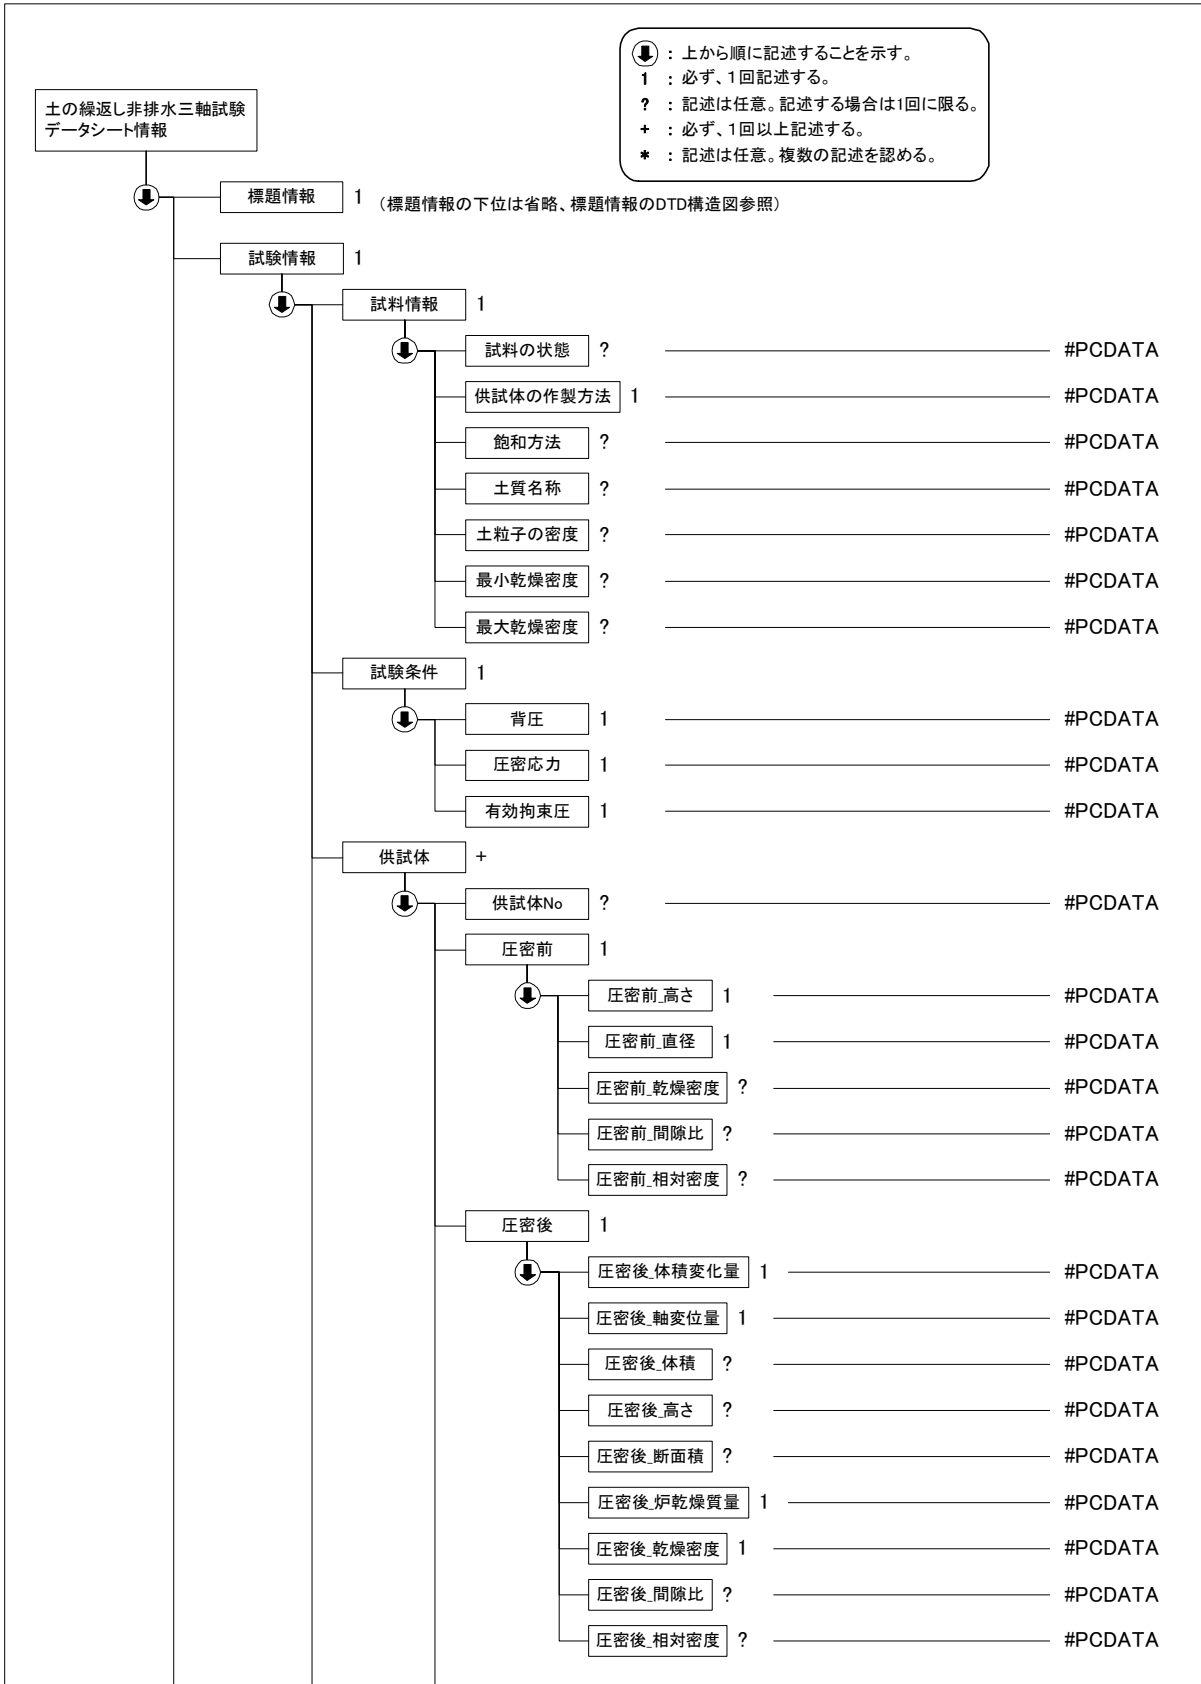 : 上から順に記述することを示す。
1 : 必ず、1回記述する。
? : 記述は任意。記述する場合は1回に限る。
+ : 必ず、1回以上記述する。
* : 記述は任意。複数の記述を認める。
土の繰返し非排水三軸試験
データシート情報
標題情報 1 （標題情報の下位は省略、標題情報のDTD構造図参照）
試験情報 1
試料情報 1
試料の状態 ? #PCDATA
供試体の作製方法 1 #PCDATA
飽和方法 ? #PCDATA
土質名称 ? #PCDATA
土粒子の密度 ? #PCDATA
最小乾燥密度 ? #PCDATA
最大乾燥密度 ? #PCDATA
試験条件 1
背圧 1 #PCDATA
圧密応力 1 #PCDATA
有効拘束圧 1 #PCDATA
供試体 +
供試体No ? #PCDATA
圧密前 1
圧密前_高さ 1 #PCDATA
圧密前_直径 1 #PCDATA
圧密前_乾燥密度 ? #PCDATA
圧密前_間隙比 ? #PCDATA
圧密前_相対密度 ? #PCDATA
圧密後 1
圧密後_体積変化量 1 #PCDATA
圧密後_軸変位量 1 #PCDATA
圧密後_体積 ? #PCDATA
圧密後_高さ ? #PCDATA
圧密後_断面積 ? #PCDATA
圧密後_炉乾燥質量 1 #PCDATA
圧密後_乾燥密度 1 #PCDATA
圧密後_間隙比 ? #PCDATA
圧密後_相対密度 ? #PCDATA